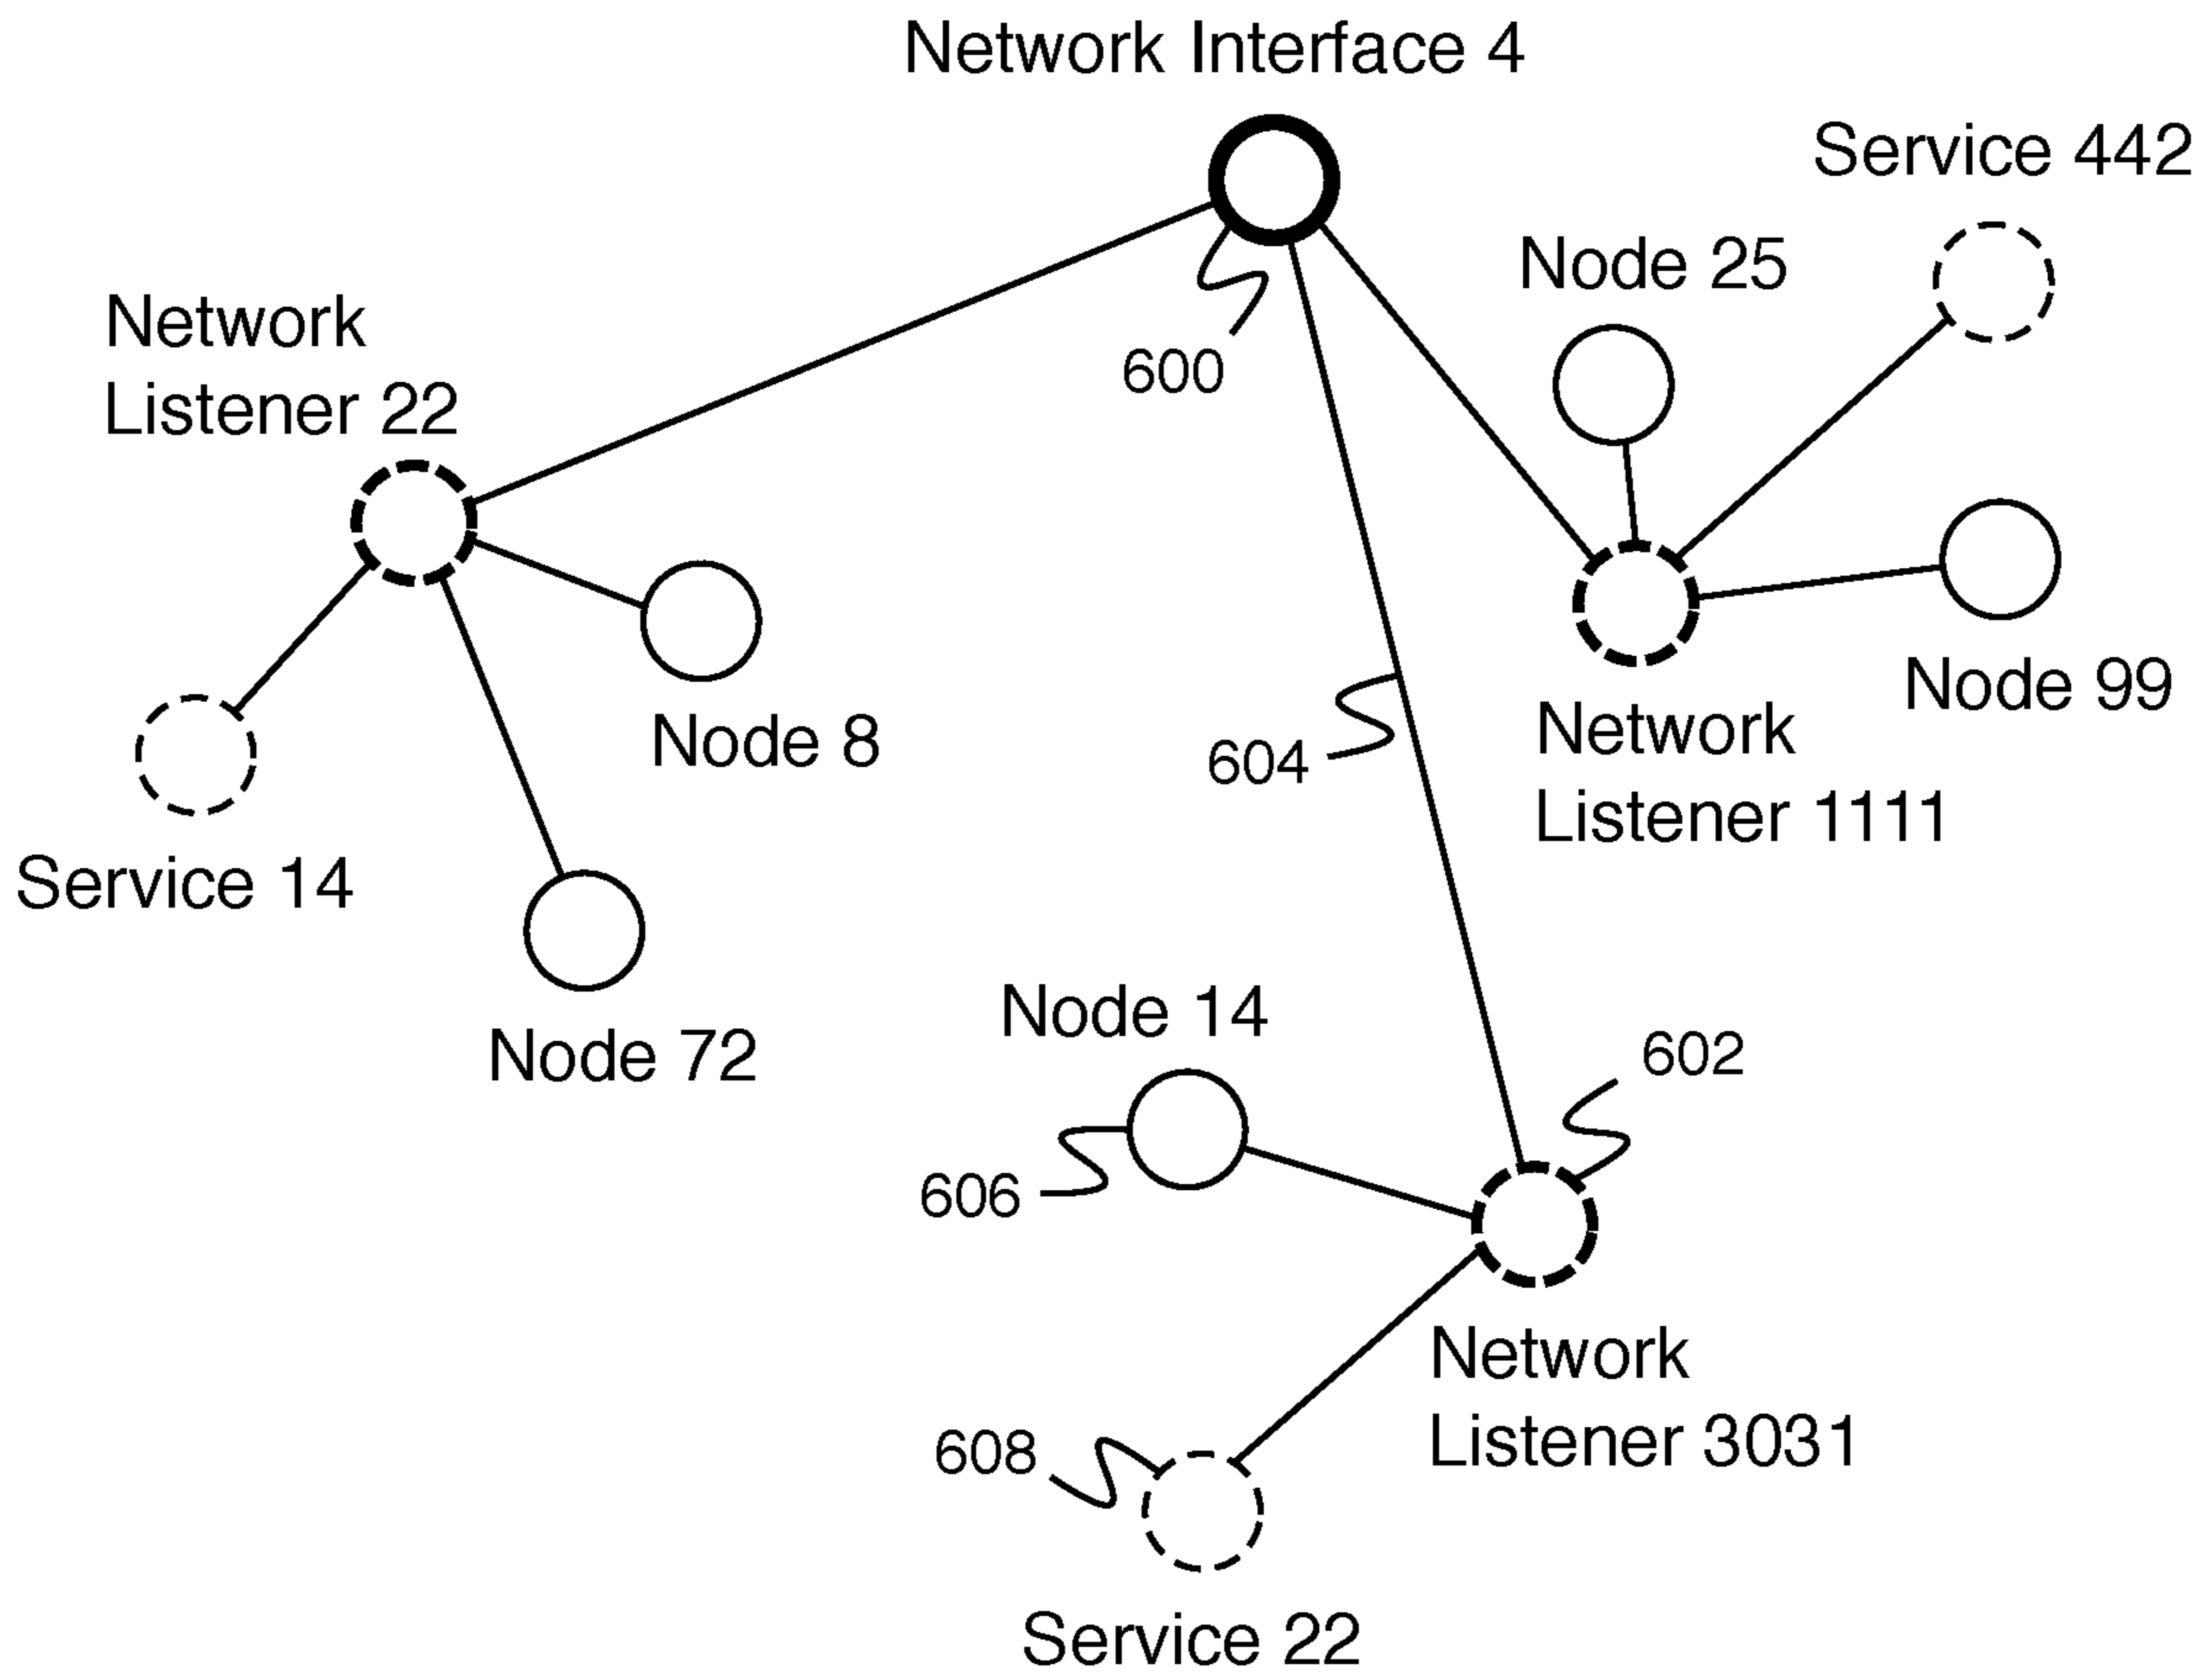 Network Interface 4
Service 442
Node 25
Network
Listener 22
600
Node 99
Node 8
Network
Listener 1111
604
Service 14
Node 14
Node 72
602
606
Network
Listener 3031
608
Service 22